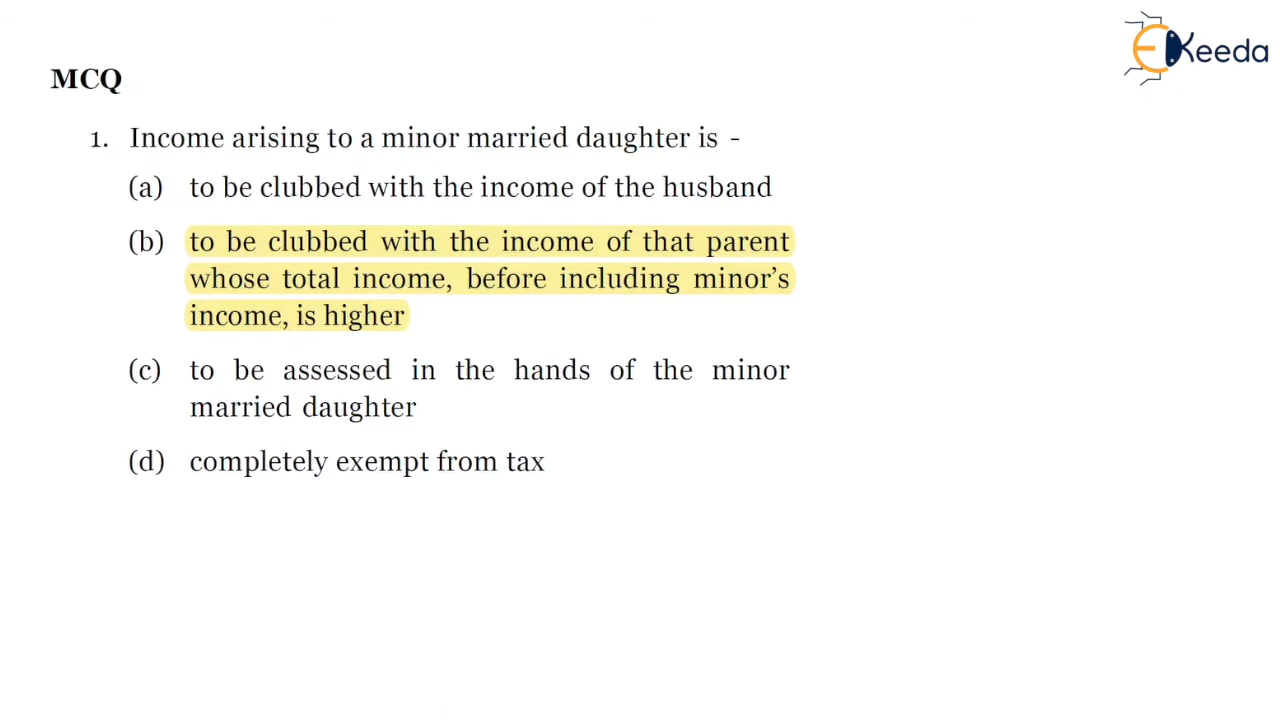 EKeeda
MCQ
1. Income arising to a minor married daughter is -
(a) to be clubbed with the income of the husband
(b) to be clubbed with the income of that parent
whose total income, before including minor's
income, is higher
(c) to be assessed in the hands of the minor
married daughter
(d) completely exempt from tax